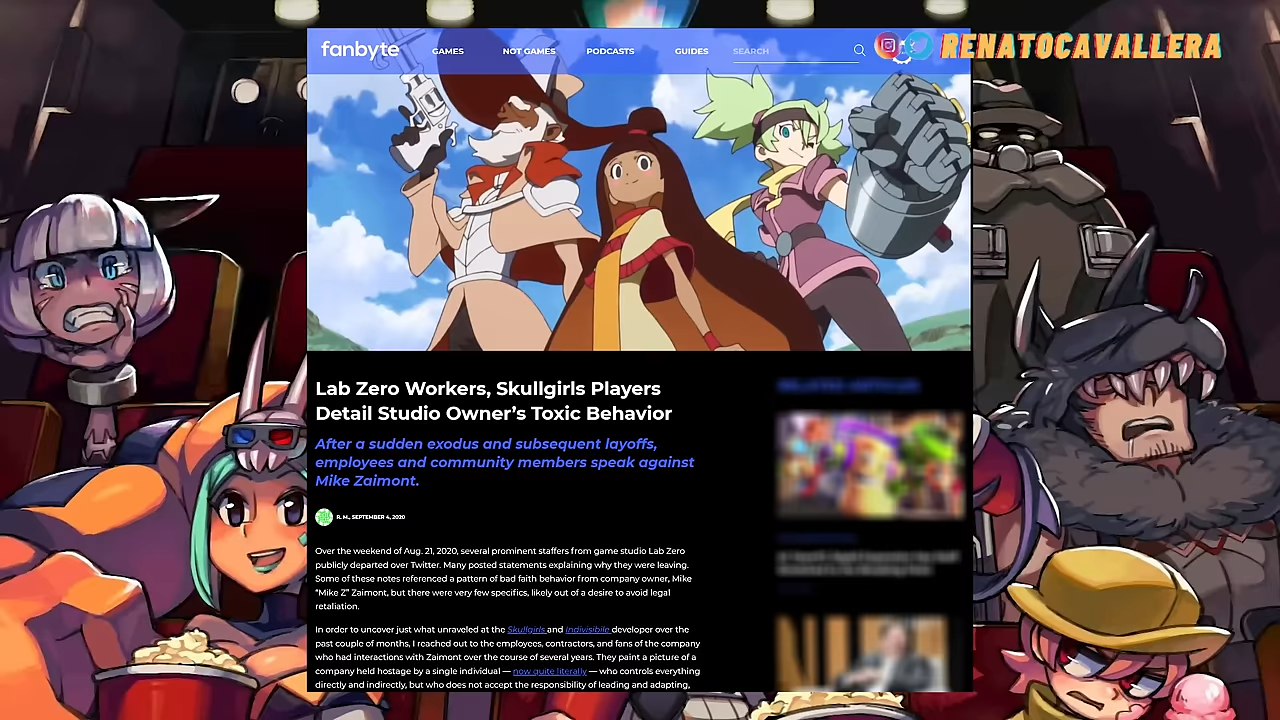 fanbyte
GAMES
NOT GAMES
PODCASTS
GUIDES
SEARCH
RENATOCAVALLERA
Lab Zero Workers, Skullgirls Players
Detail Studio Owner's Toxic Behavior
After a sudden exodus and subsequent layoffs,
employees and community members speak against
Mike Zaimont.
R. M., SEPTEMBER 4, 2020
Over the weekend of Aug. 21, 2020, several prominent staffers from game studio Lab Zero
publicly departed over Twitter. Many posted statements explaining why they were leaving.
Some of these notes referenced a pattern of bad faith behavior from company owner, Mike
"Mike Z" Zaimont, but there were very few specifics, likely out of a desire to avoid legal
retaliation.
In order to uncover just what unraveled at the Skullgirls and Indivisible developer over the
past couple of months, I reached out to the employees, contractors, and fans of the company
who had interactions with Zaimont over the course of several years. They paint a picture of a
company held hostage by a single individual — now quite literally — who controls everything
directly and indirectly, but who does not accept the responsibility of leading and adapting,